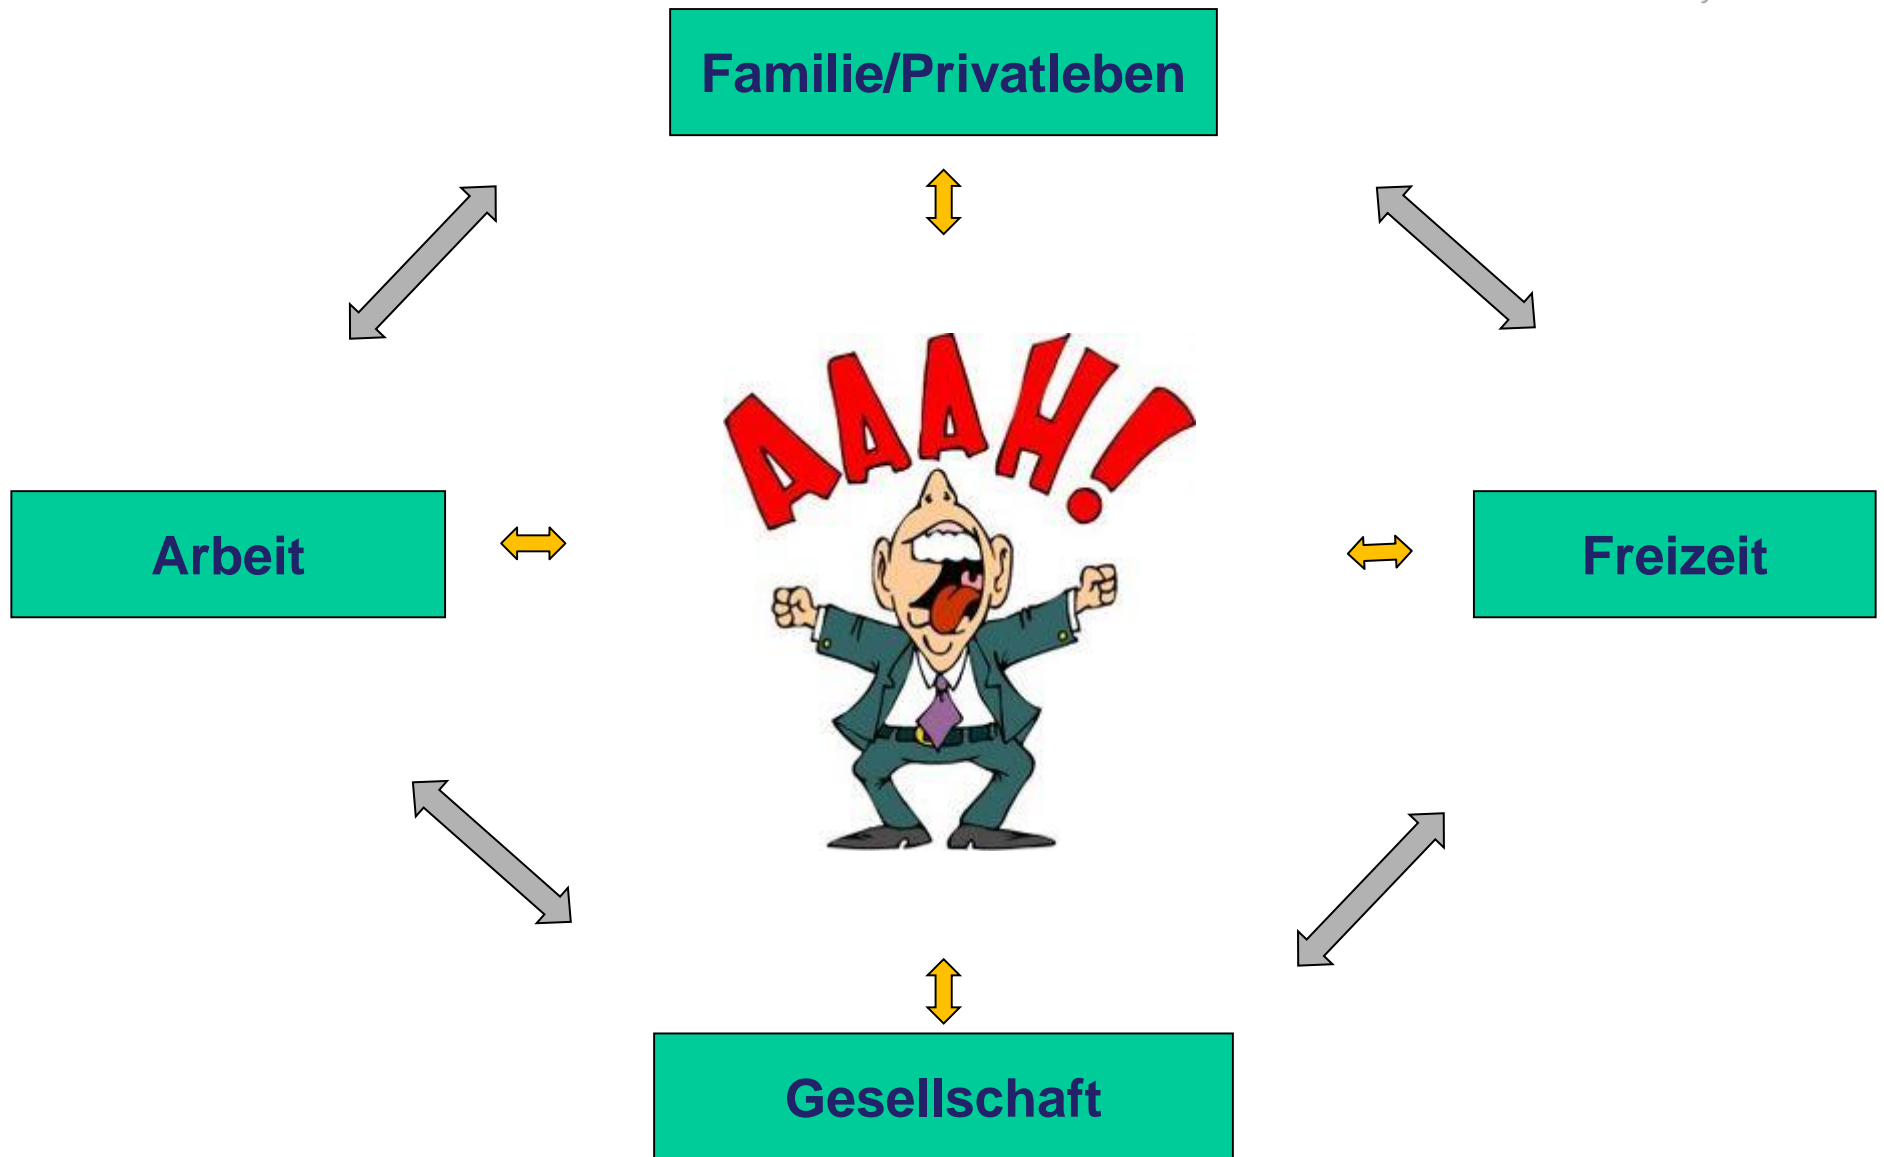 Familie/Privatleben
AAAH!
Arbeit
Freizeit
Gesellschaft